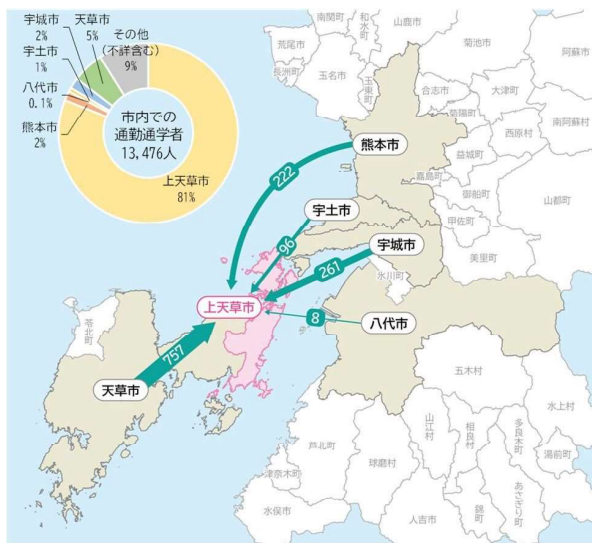 宇城市
2%
天草市
5%
その他
(不詳含む)
9%
宇土市
1%
八代市
0.1%
熊本市
2%
市内での
通勤通学者
13,476人
上天草市
81%
南関町
和水町
山鹿市
菊池市
阿蘇市
荒尾市
長洲町
玉名市
玉東町
合志市
大津町
菊陽町
南阿蘇村
西原村
熊本市
益城町
嘉島町
御船町
山都町
甲佐町
美里町
222
宇土市
96
宇城市
261
氷川町
上天草市
8
八代市
苓北町
757
天草市
五木村
水上村
芦北町
山江村
相良村
多良木町
湯前町
津奈木町
球磨村
あさぎり町
錦町
水俣市
人吉市